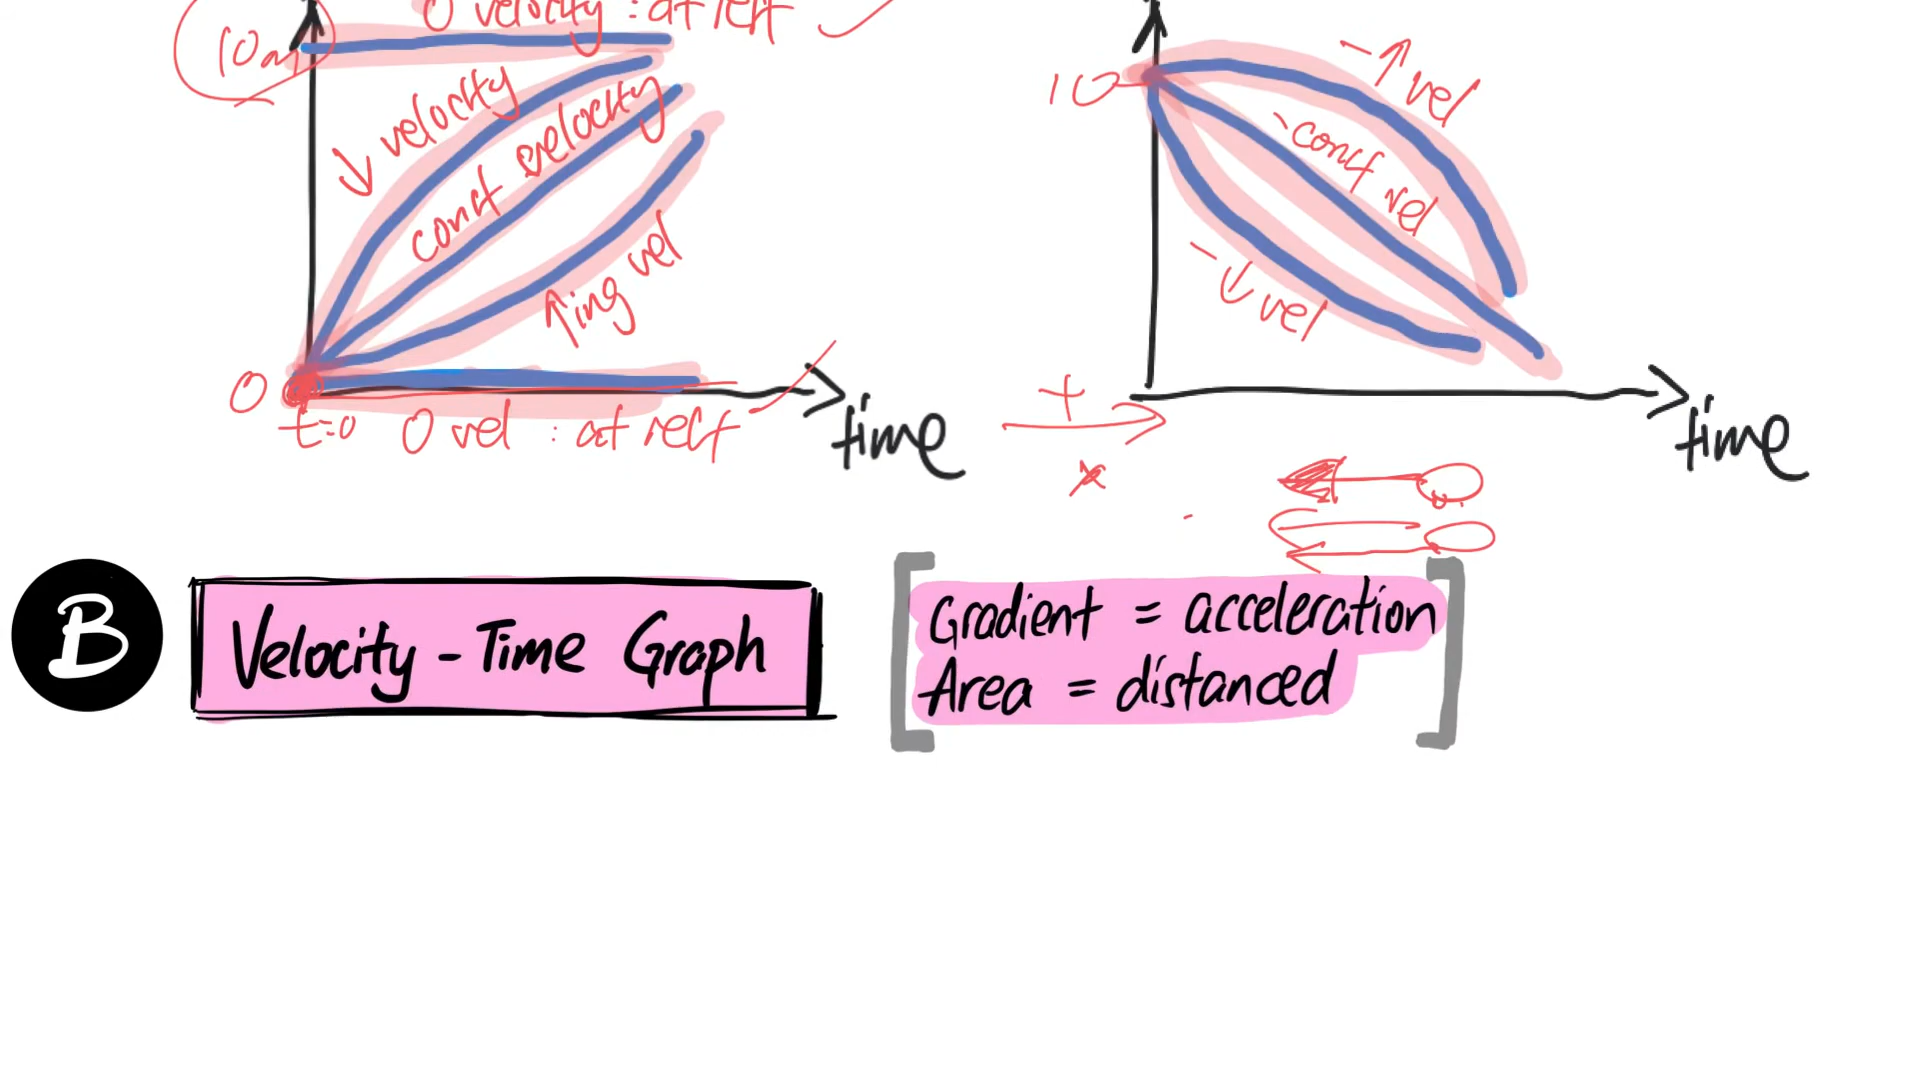 0 velocity : at rest
10m
↓ velocity
const velocity
↑ing vel
0
t=0 0 vel : at rest
time
10
-↑ vel
-const vel
-↓ vel
+
time
B
Velocity - Time Graph
Gradient = acceleration
Area = distanced